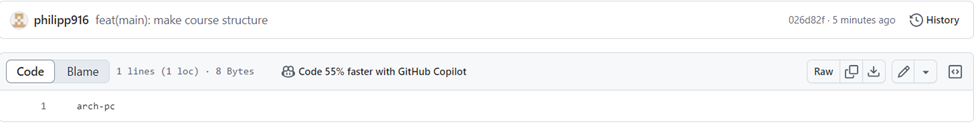 philipp916 feat(main): make course structure 026d82f · 5 minutes ago History
Code Blame 1 lines (1 loc) · 8 Bytes Code 55% faster with GitHub Copilot Raw
1 arch-pc